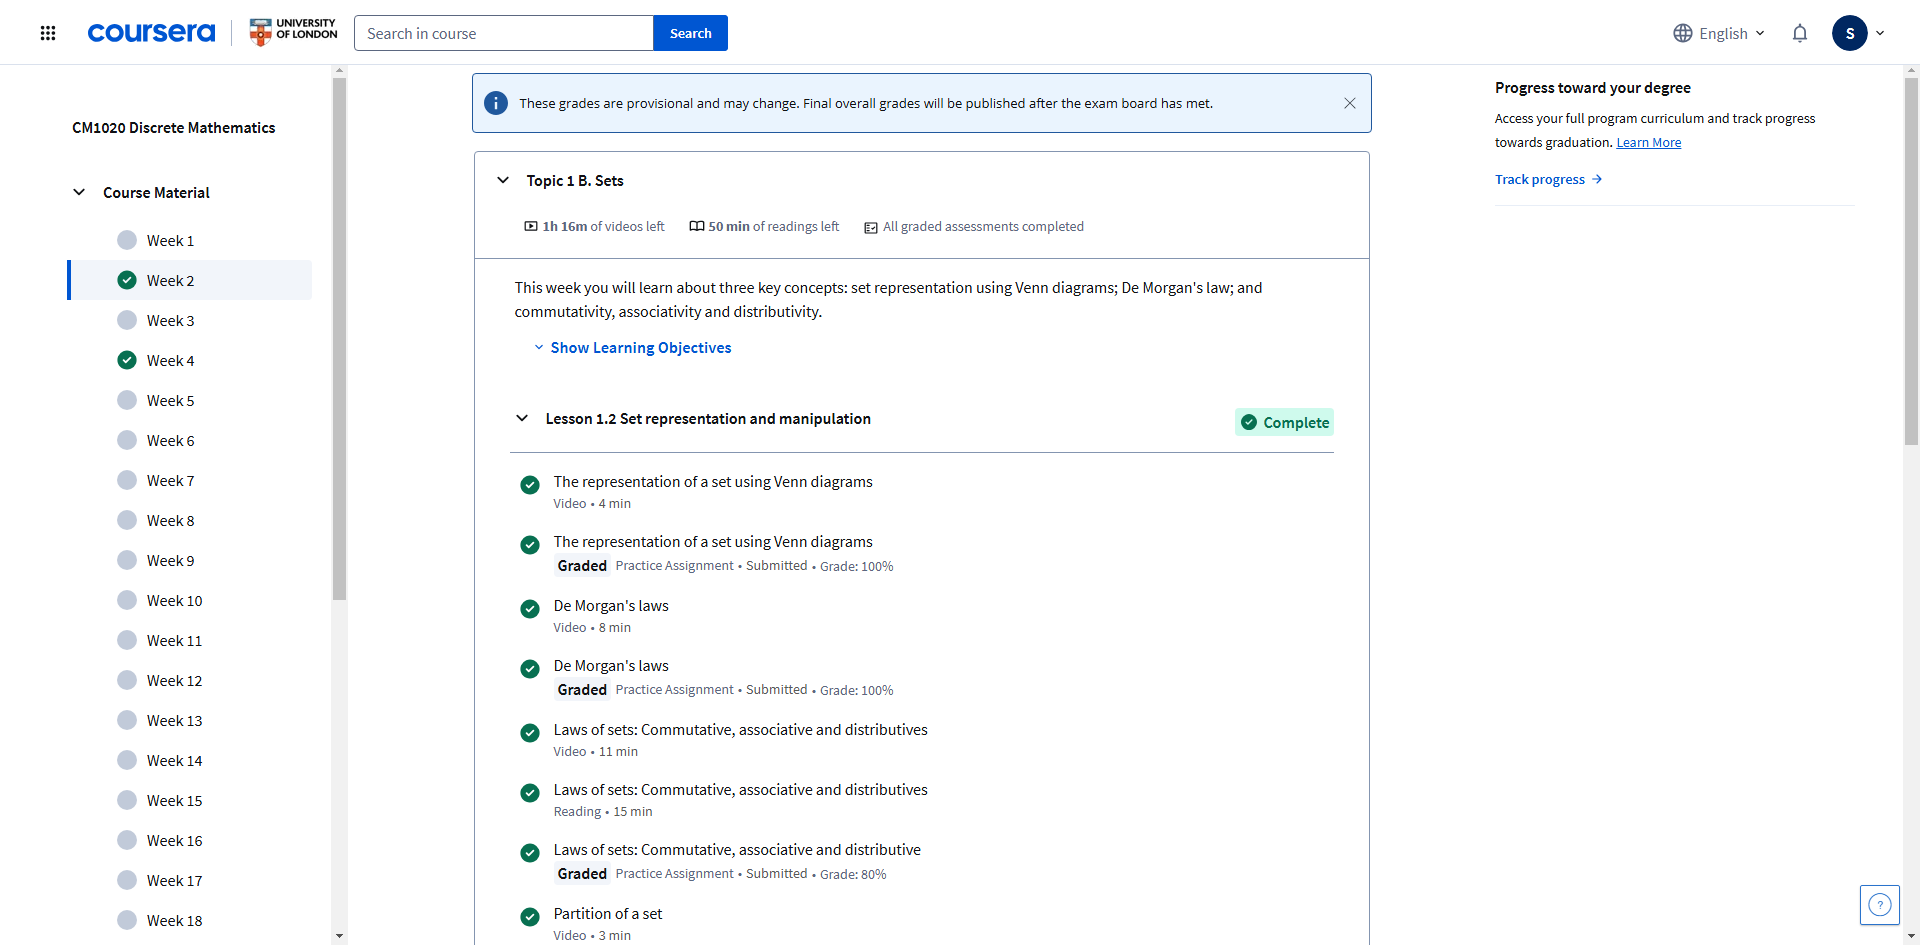 coursera
UNIVERSITY
OF LONDON
Search in course
Search
English
S
CM1020 Discrete Mathematics
Course Material
Week 1
Week 2
Week 3
Week 4
Week 5
Week 6
Week 7
Week 8
Week 9
Week 10
Week 11
Week 12
Week 13
Week 14
Week 15
Week 16
Week 17
Week 18
These grades are provisional and may change. Final overall grades will be published after the exam board has met.
Topic 1 B. Sets
1h 16m of videos left
50 min of readings left
All graded assessments completed
This week you will learn about three key concepts: set representation using Venn diagrams; De Morgan's law; and
commutativity, associativity and distributivity.
Show Learning Objectives
Lesson 1.2 Set representation and manipulation
Complete
The representation of a set using Venn diagrams
Video • 4 min
The representation of a set using Venn diagrams
Graded Practice Assignment • Submitted • Grade: 100%
De Morgan's laws
Video • 8 min
De Morgan's laws
Graded Practice Assignment • Submitted • Grade: 100%
Laws of sets: Commutative, associative and distributives
Video • 11 min
Laws of sets: Commutative, associative and distributives
Reading • 15 min
Laws of sets: Commutative, associative and distributive
Graded Practice Assignment • Submitted • Grade: 80%
Partition of a set
Video • 3 min
Progress toward your degree
Access your full program curriculum and track progress
towards graduation. Learn More
Track progress →